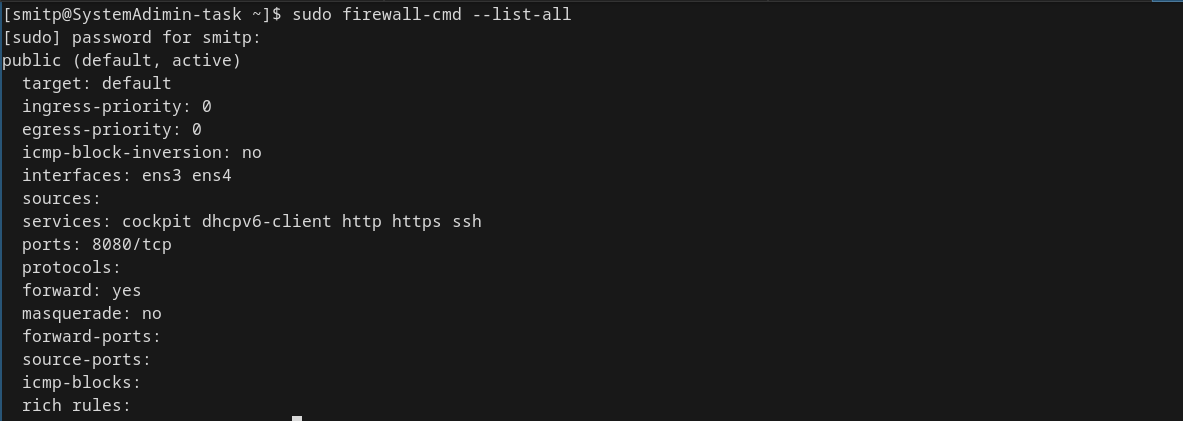 [smitp@SystemAdimin-task ~]$ sudo firewall-cmd --list-all
[sudo] password for smitp:
public (default, active)
  target: default
  ingress-priority: 0
  egress-priority: 0
  icmp-block-inversion: no
  interfaces: ens3 ens4
  sources:
  services: cockpit dhcpv6-client http https ssh
  ports: 8080/tcp
  protocols:
  forward: yes
  masquerade: no
  forward-ports:
  source-ports:
  icmp-blocks:
  rich rules: